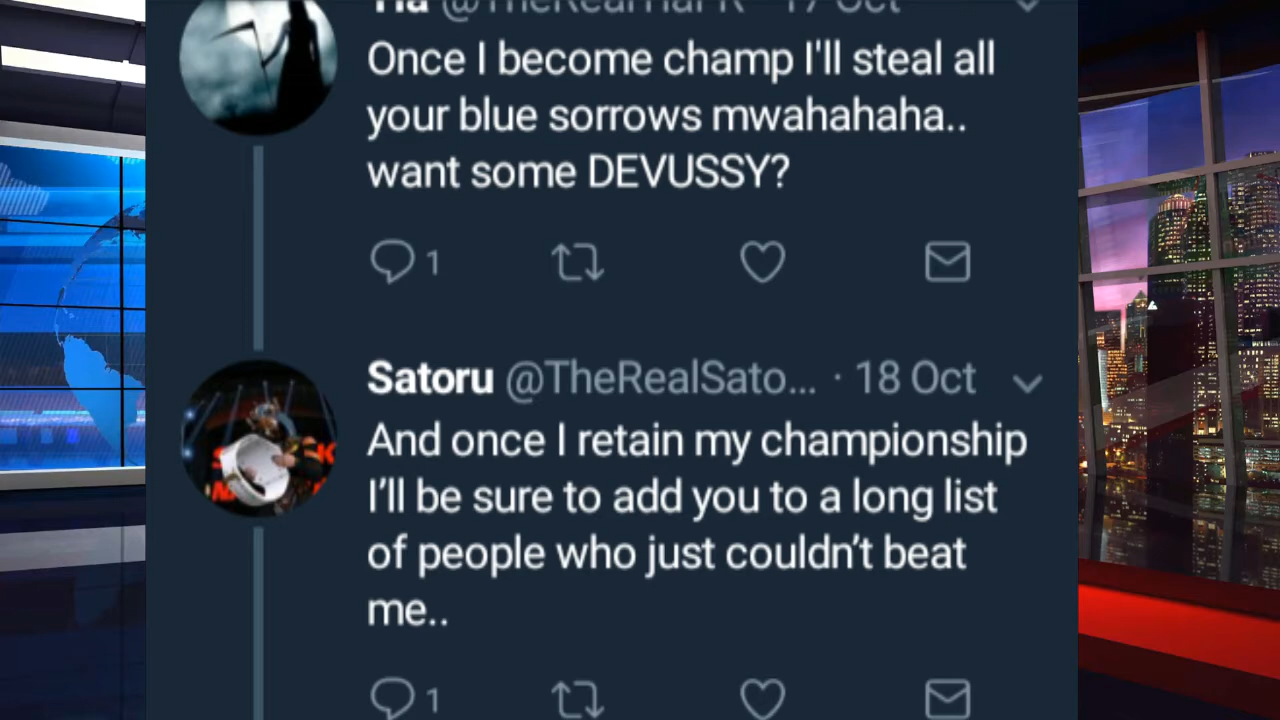 Once I become champ I'll steal all
your blue sorrows mwahahaha..
want some DEVUSSY?
1
Satoru @TheRealSato... · 18 Oct
And once I retain my championship
I'll be sure to add you to a long list
of people who just couldn't beat
me..
1